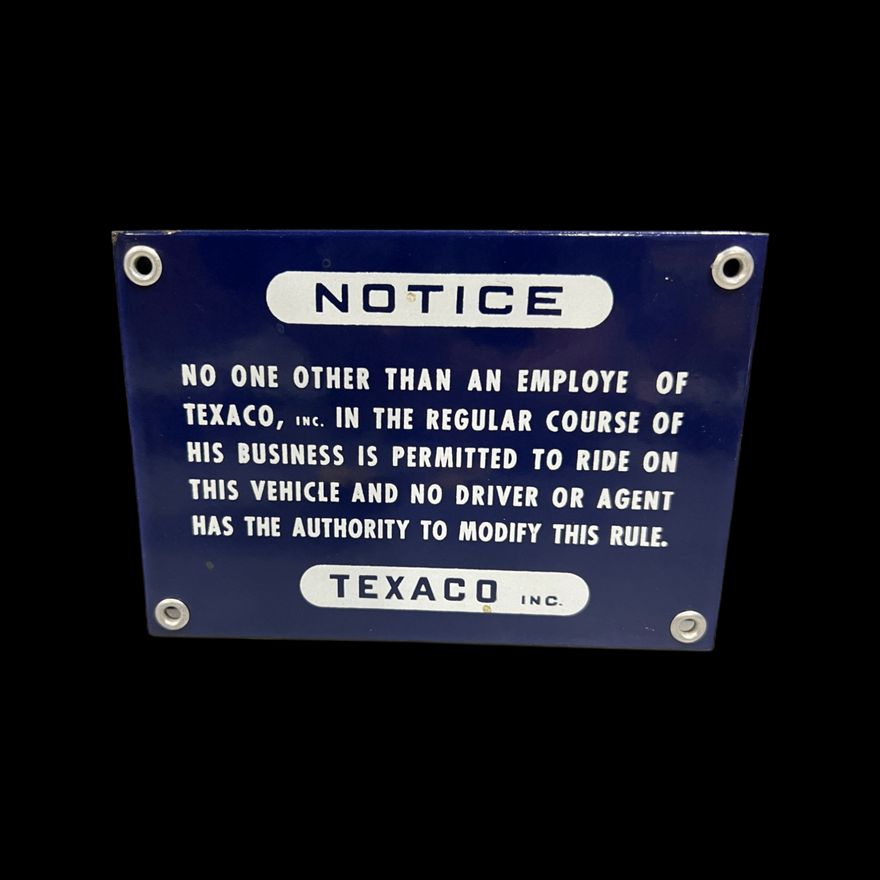 NOTICE
NO ONE OTHER THAN AN EMPLOYE OF
TEXACO, INC. IN THE REGULAR COURSE OF
HIS BUSINESS IS PERMITTED TO RIDE ON
THIS VEHICLE AND NO DRIVER OR AGENT
HAS THE AUTHORITY TO MODIFY THIS RULE.
TEXACO INC.